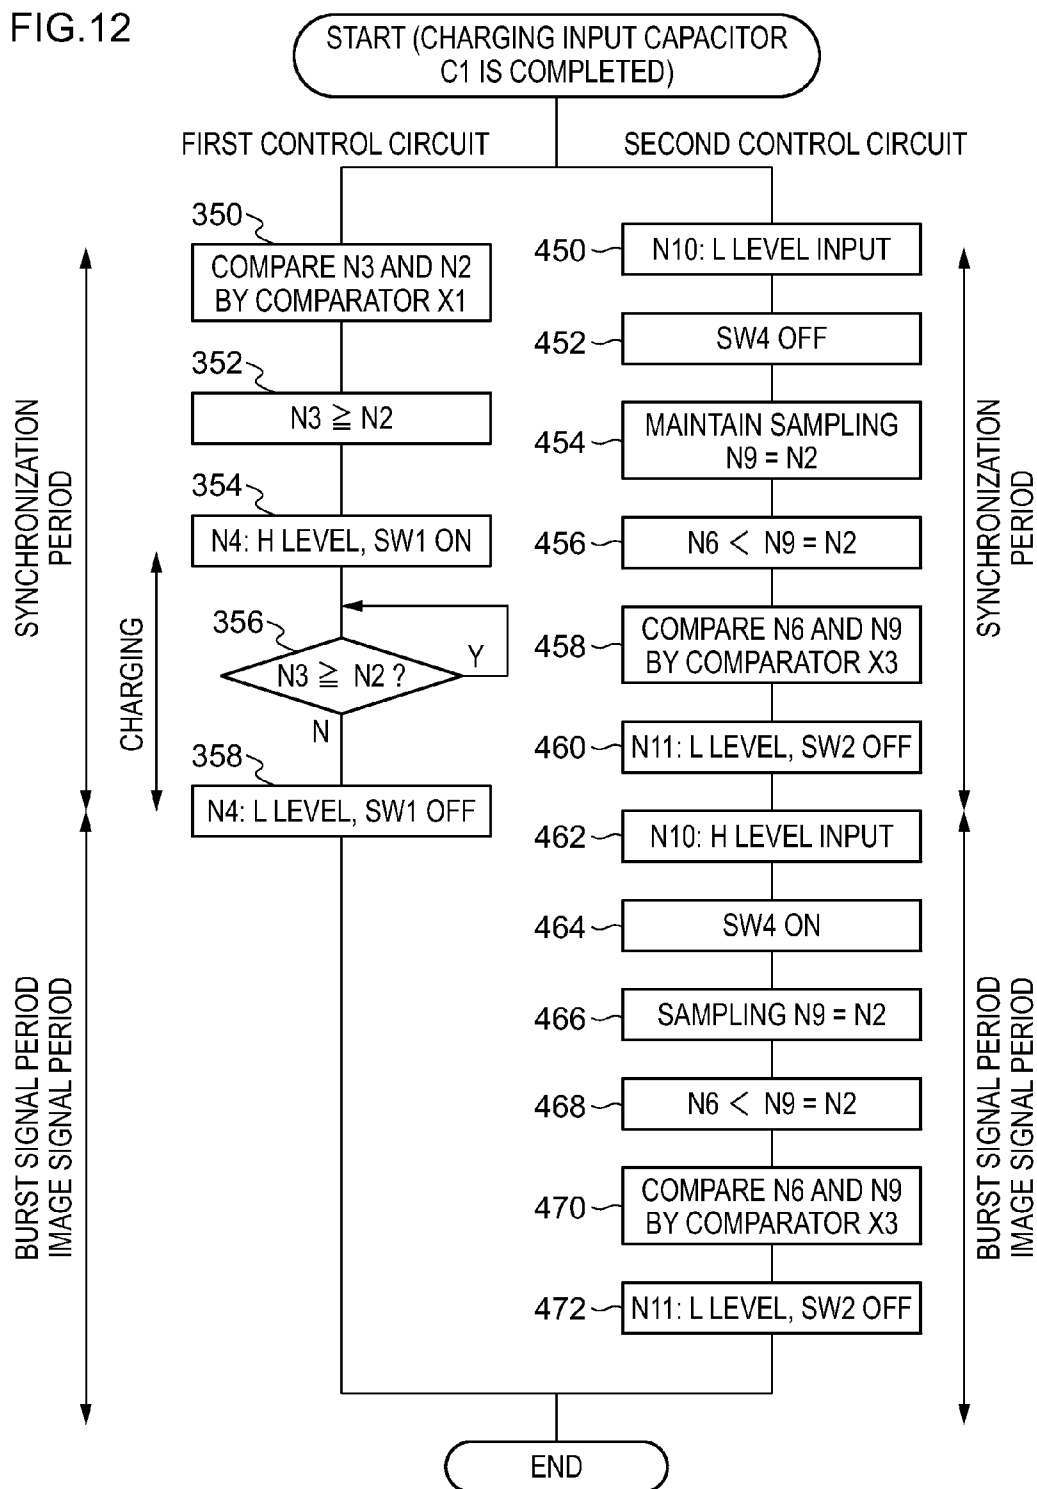 FIG.12
START (CHARGING INPUT CAPACITOR
C1 IS COMPLETED)
FIRST CONTROL CIRCUIT
SECOND CONTROL CIRCUIT
SYNCHRONIZATION
PERIOD
CHARGING
BURST SIGNAL PERIOD
IMAGE SIGNAL PERIOD
350
COMPARE N3 AND N2
BY COMPARATOR X1
352
N3 ≧ N2
354
N4: H LEVEL, SW1 ON
356
N3 ≧ N2 ?
Y
N
358
N4: L LEVEL, SW1 OFF
450
N10: L LEVEL INPUT
452
SW4 OFF
454
MAINTAIN SAMPLING
N9 = N2
456
N6 < N9 = N2
458
COMPARE N6 AND N9
BY COMPARATOR X3
460
N11: L LEVEL, SW2 OFF
462
N10: H LEVEL INPUT
464
SW4 ON
466
SAMPLING N9 = N2
468
N6 < N9 = N2
470
COMPARE N6 AND N9
BY COMPARATOR X3
472
N11: L LEVEL, SW2 OFF
SYNCHRONIZATION
PERIOD
BURST SIGNAL PERIOD
IMAGE SIGNAL PERIOD
END